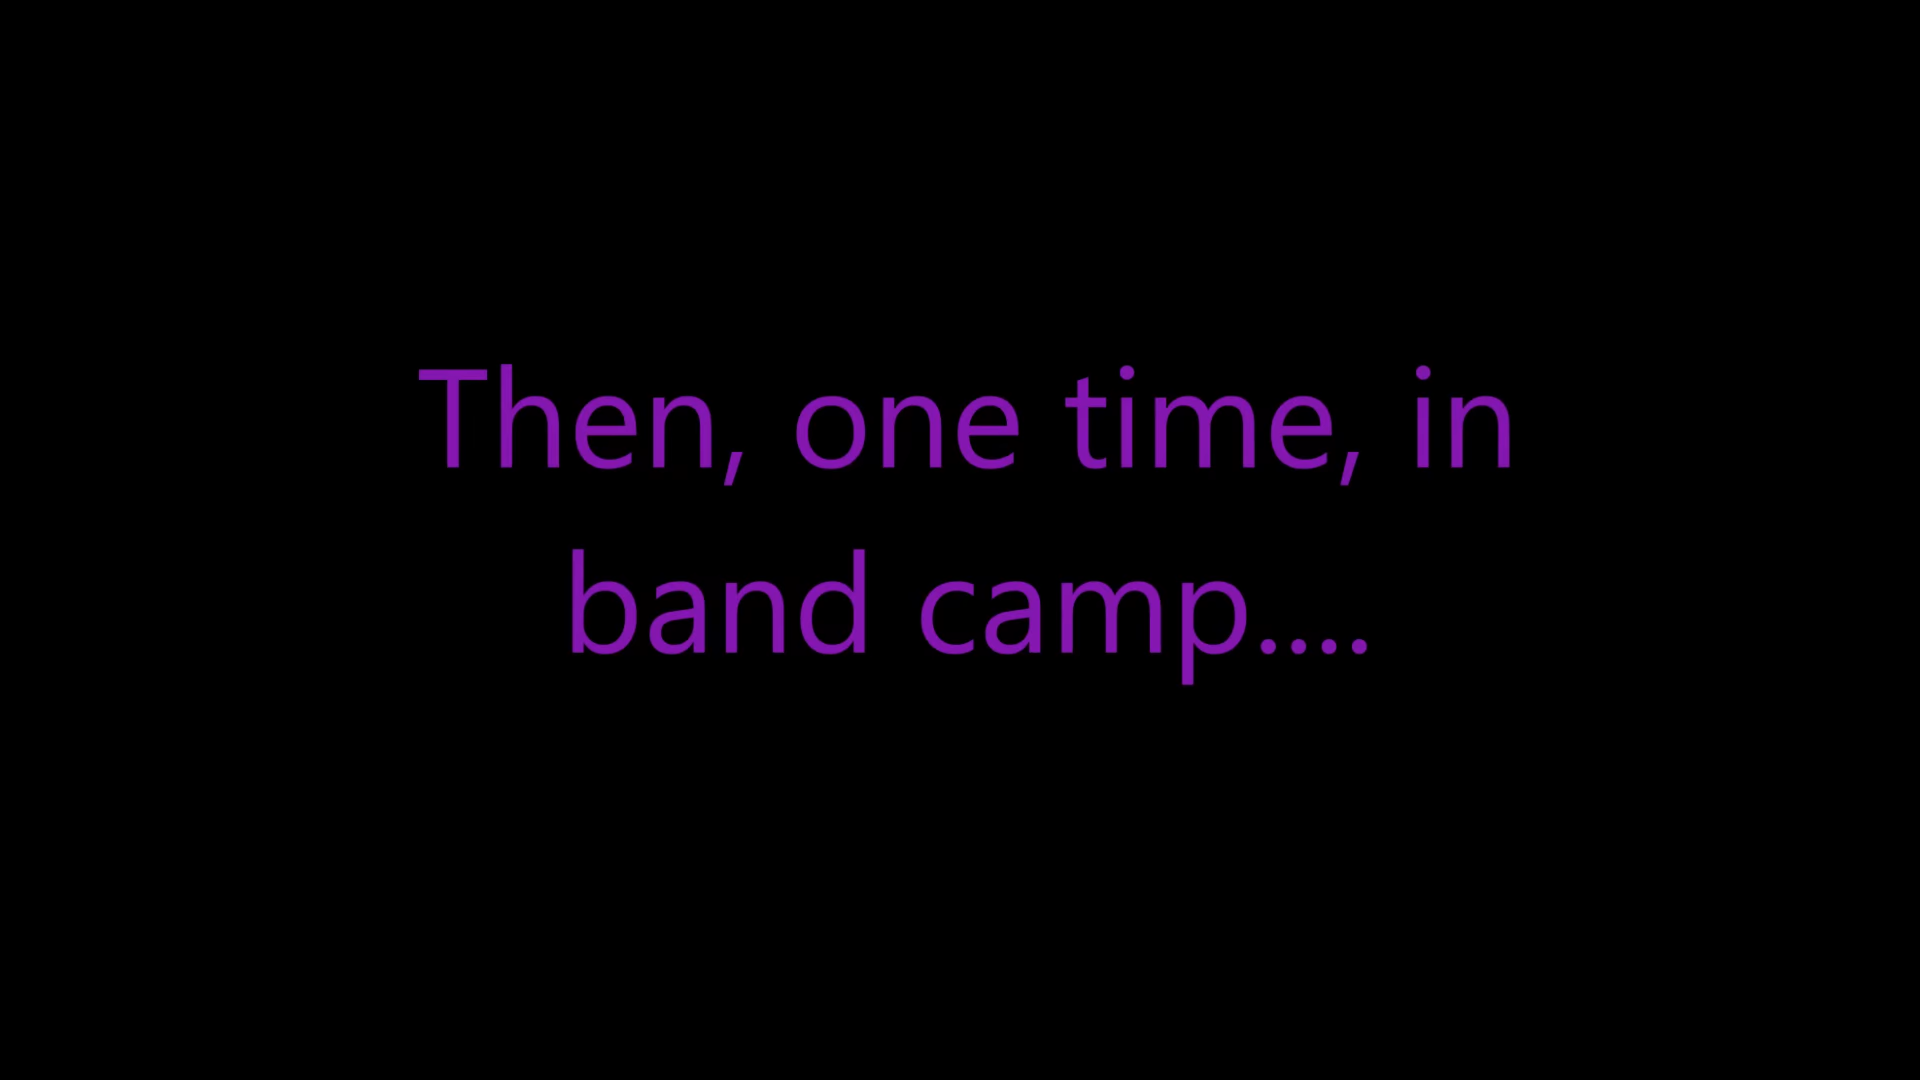 Then, one time, in
band camp....